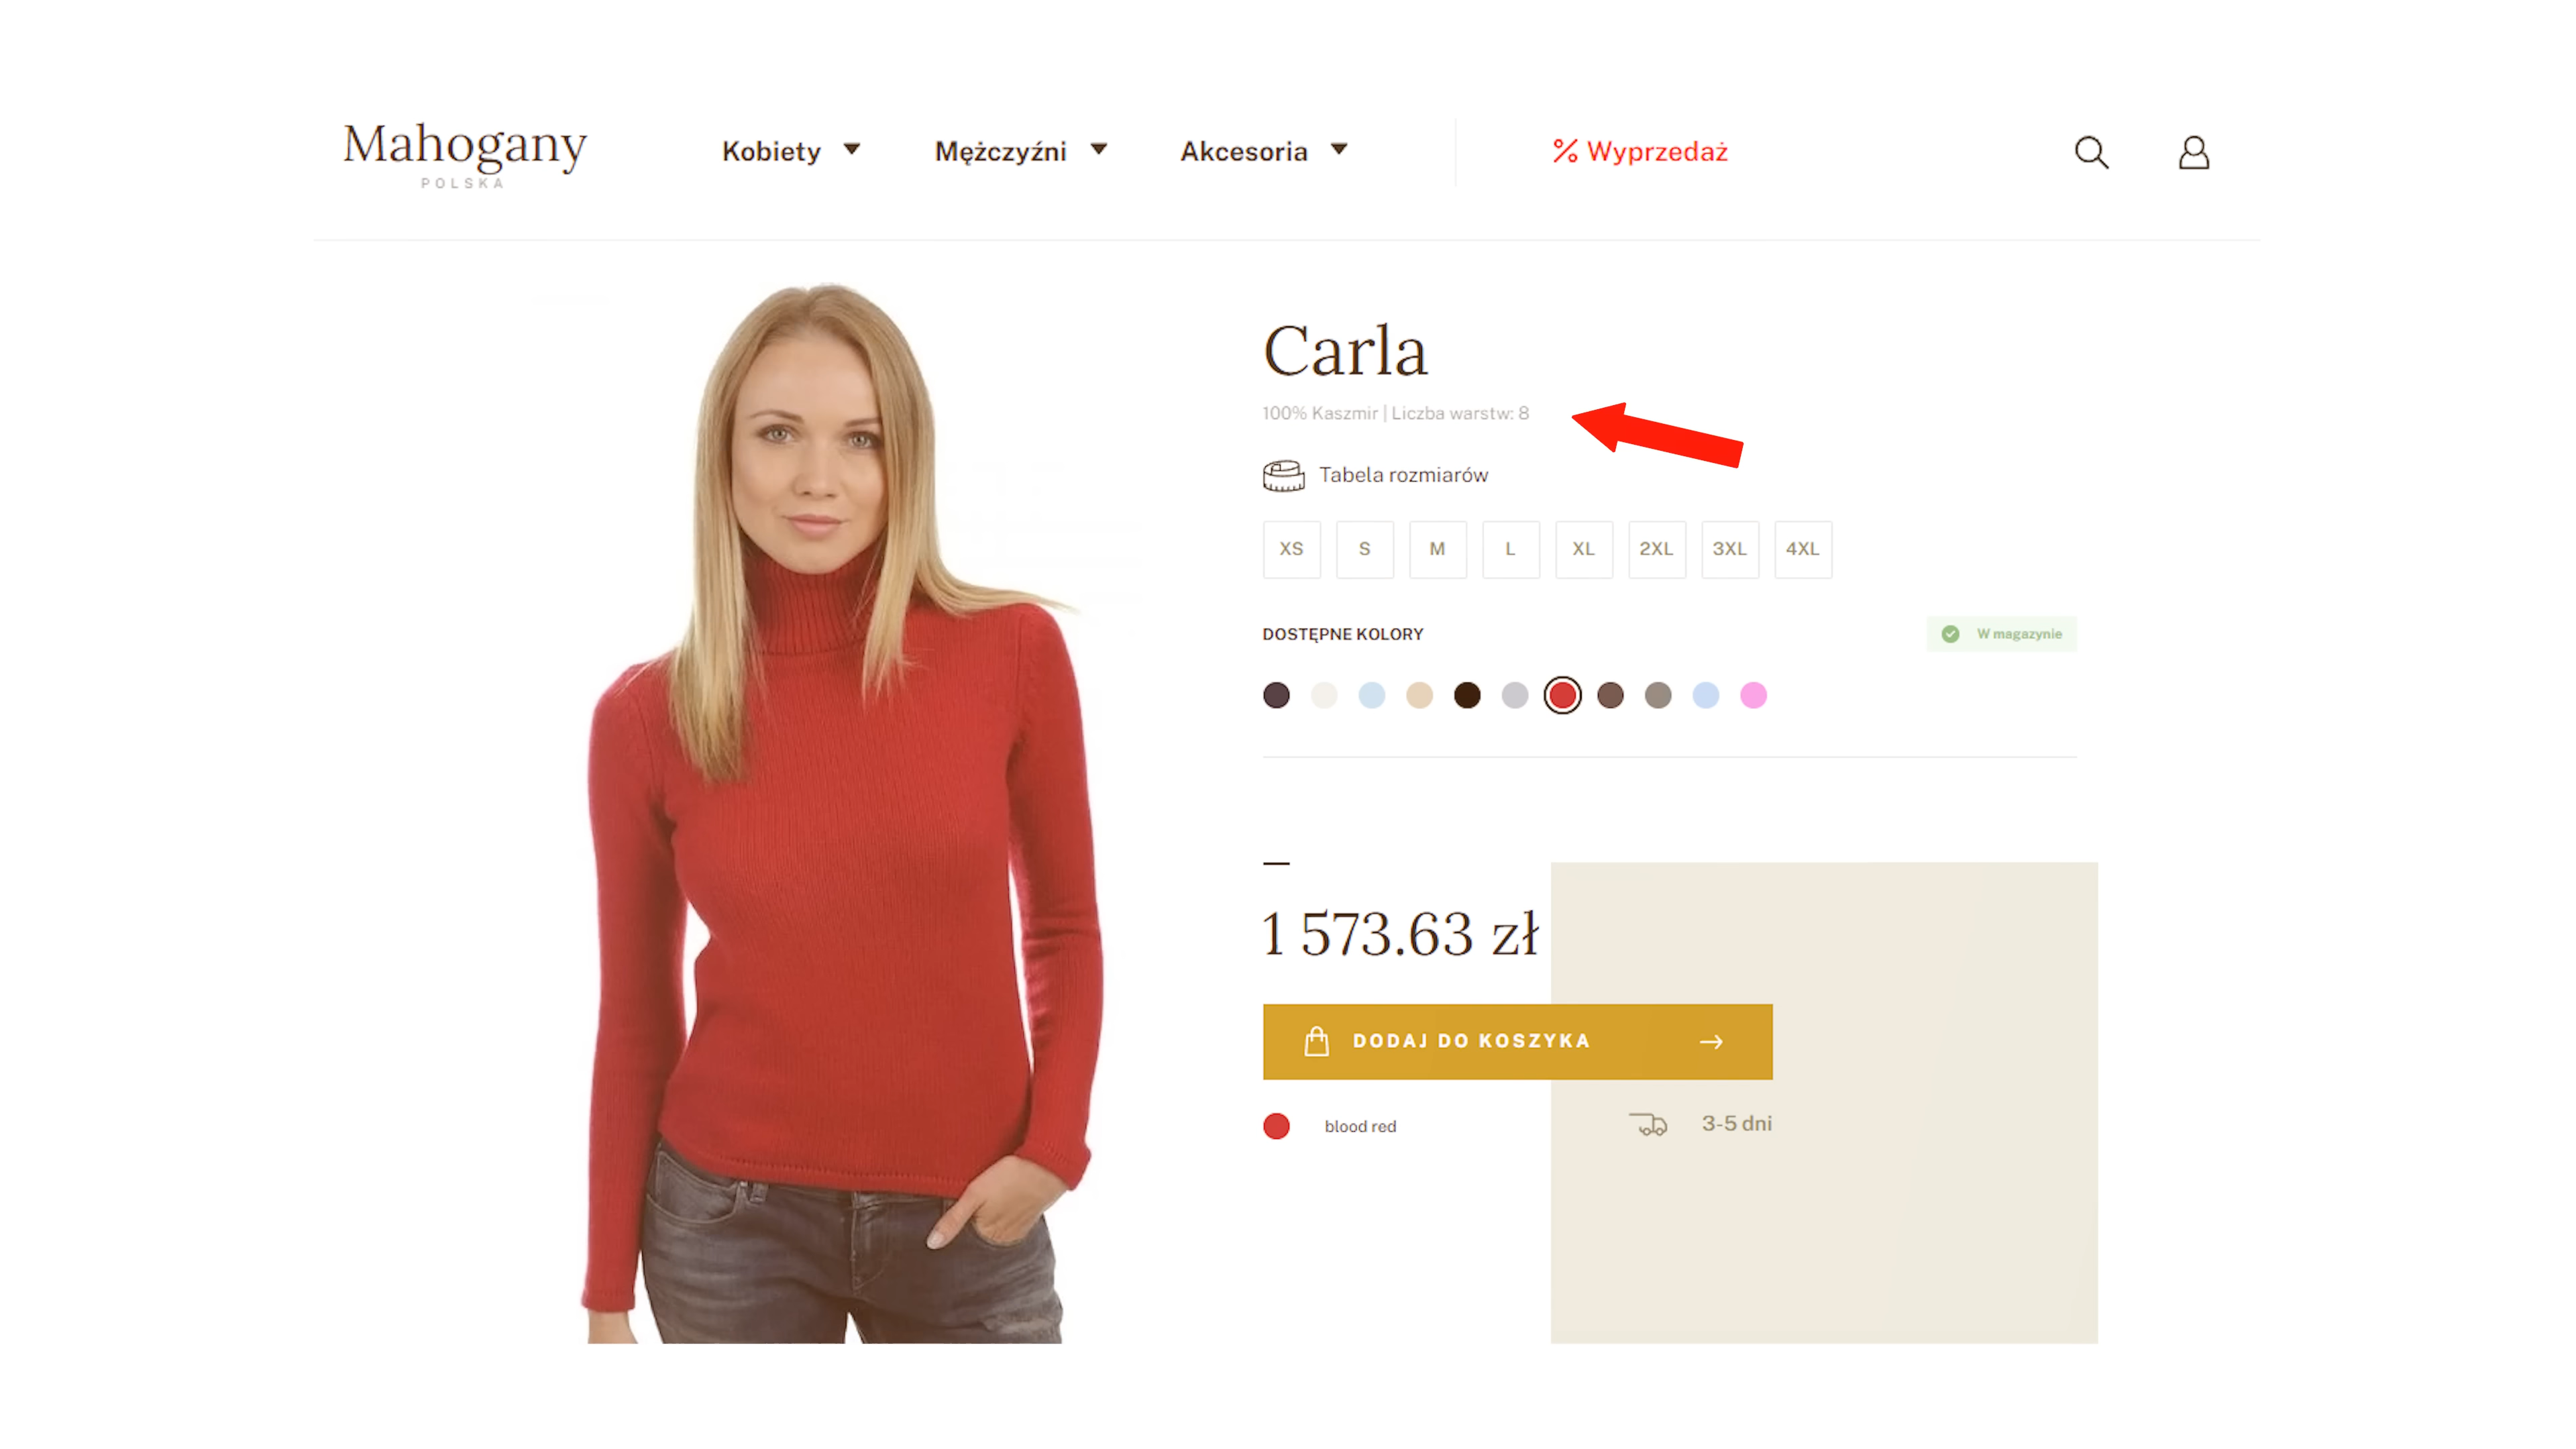 Mahogany
POLSKA
Kobiety
Mężczyźni
Akcesoria
% Wyprzedaż
Carla
100% Kaszmir | Liczba warstw: 8
Tabela rozmiarów
XS S M L XL 2XL 3XL 4XL
DOSTĘPNE KOLORY
W magazynie
1 573.63 zł
DODAJ DO KOSZYKA
blood red
3-5 dni